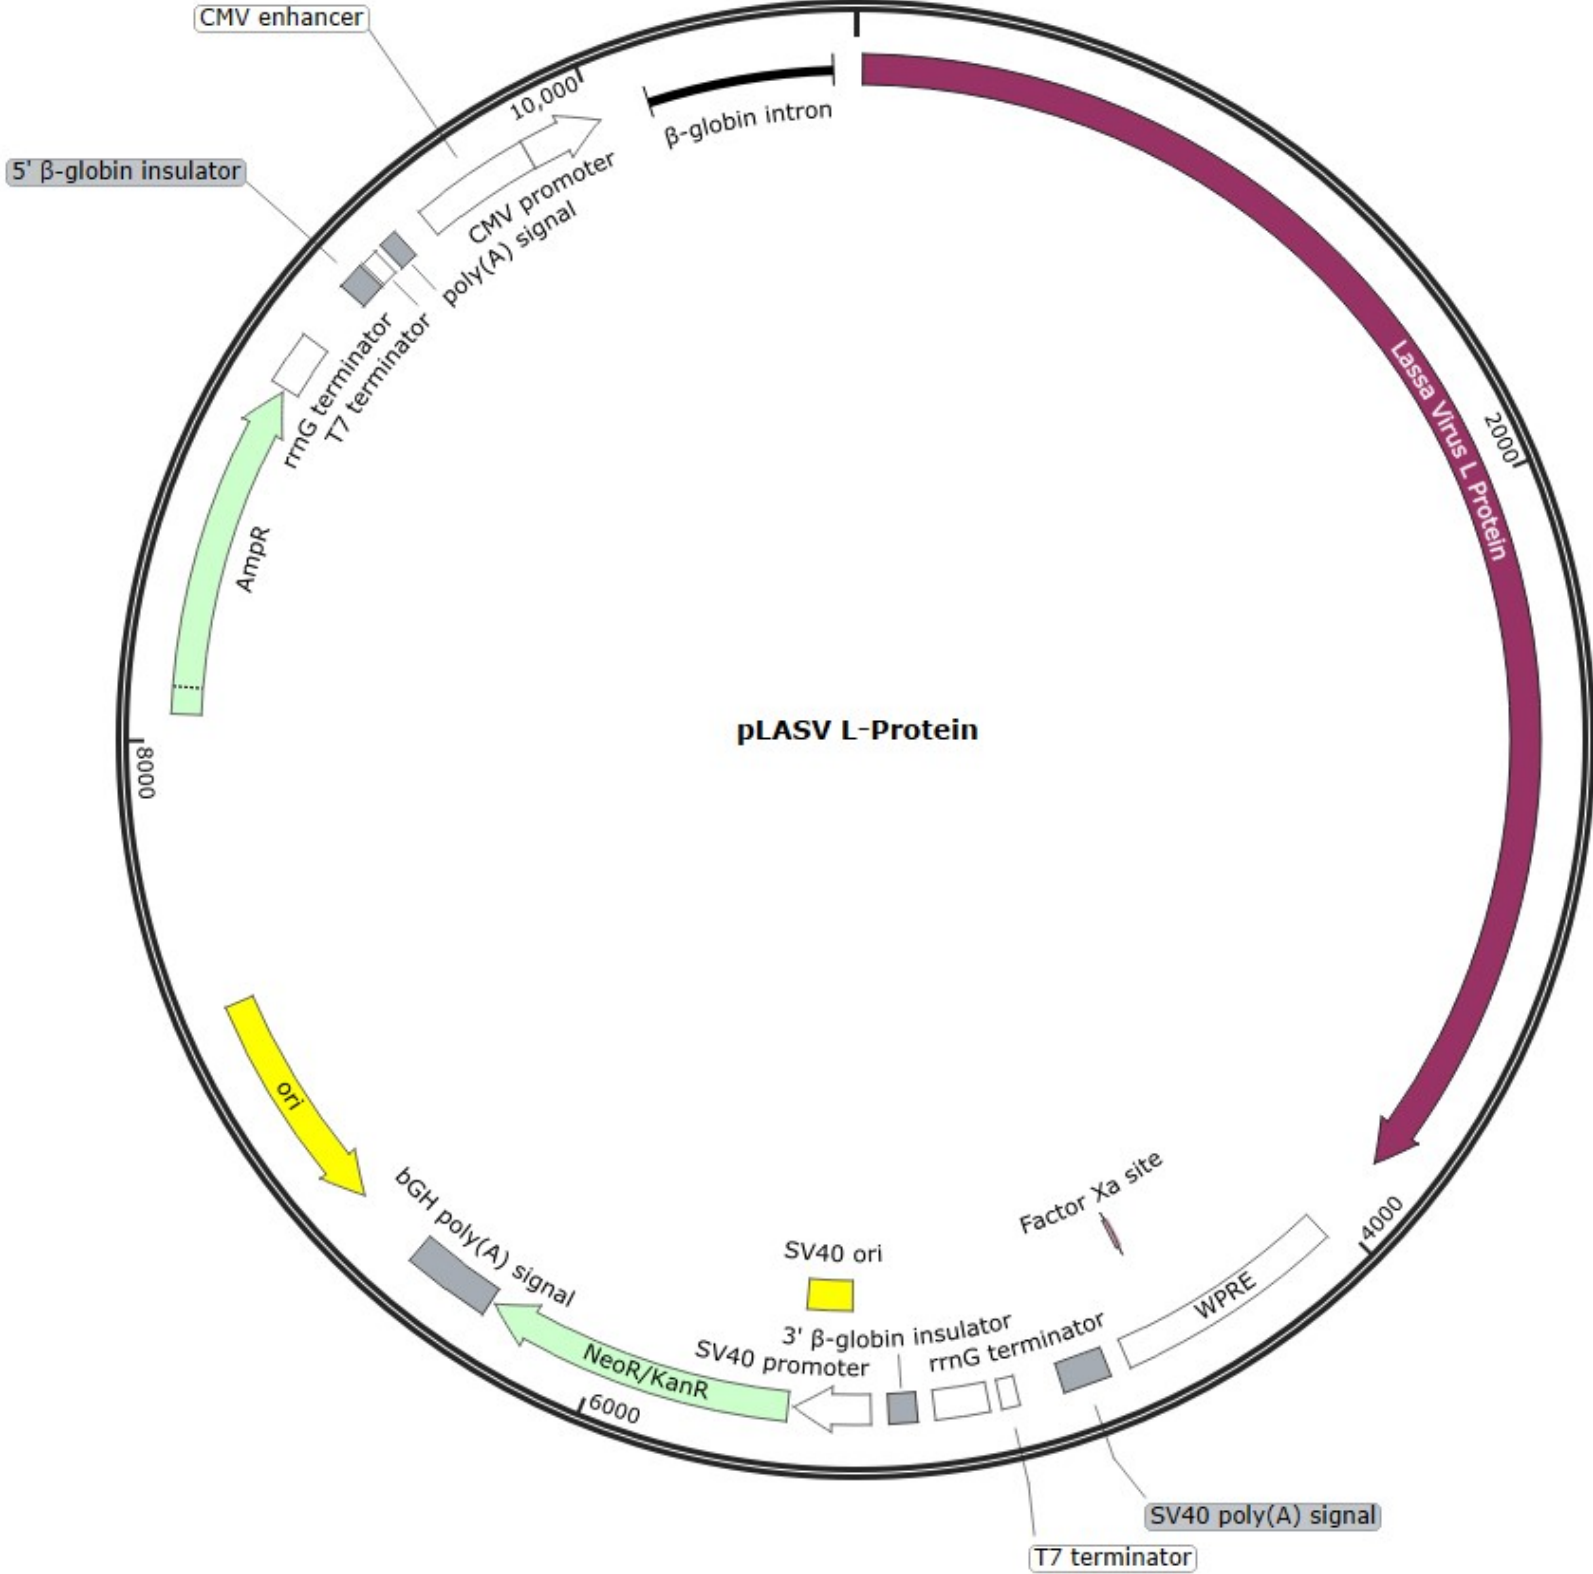 CMV enhancer
10,000
β-globin intron
5' β-globin insulator
CMV promoter
poly(A) signal
rrnG terminator
T7 terminator
Lassa Virus L Protein
2000
AmpR
pLASV L-Protein
8000
ori
bGH poly(A) signal
Factor Xa site
4000
SV40 ori
WPRE
3' β-globin insulator
rrnG terminator
SV40 promoter
NeoR/KanR
6000
SV40 poly(A) signal
T7 terminator